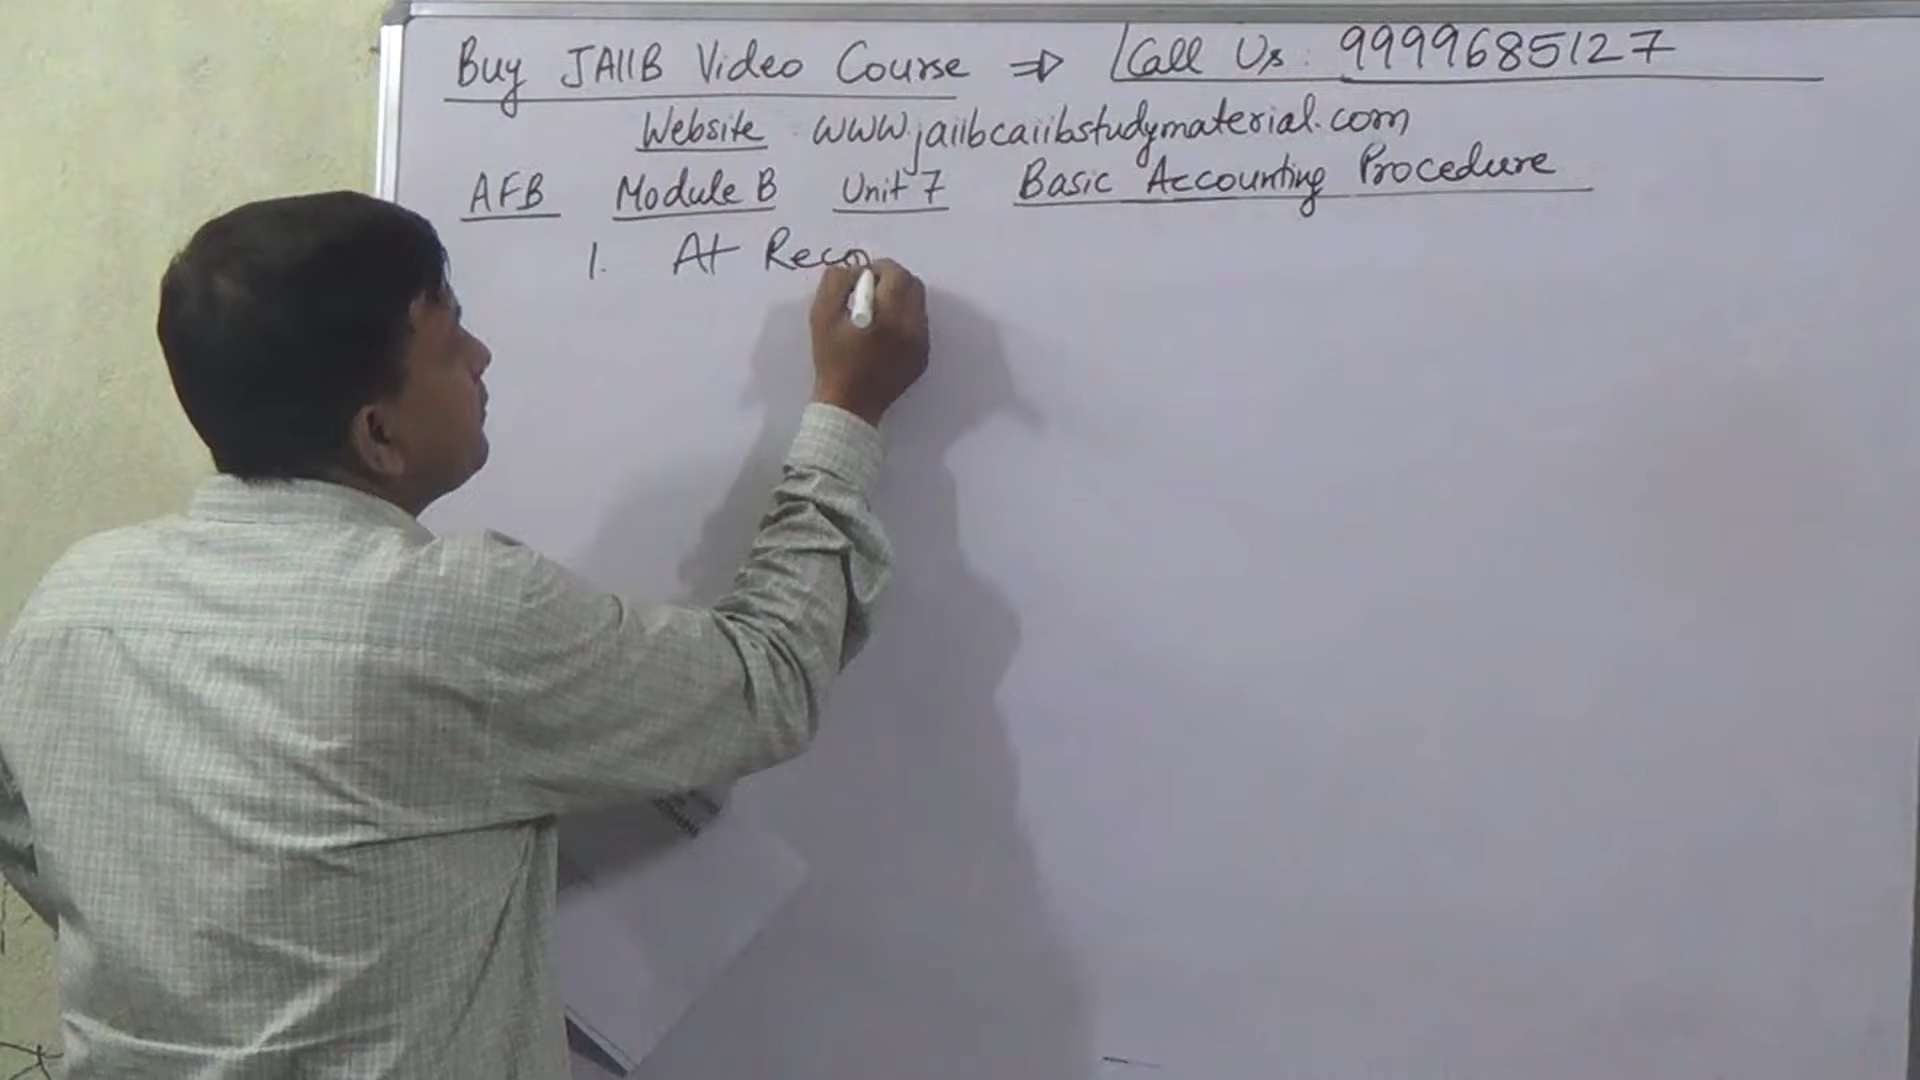 Buy JAIIB Video Course ⇒ Call Us: 9999685127
Website : www.jaiibcaiibstudymaterial.com
AFB Module B Unit 7 Basic Accounting Procedure
1. At Reco